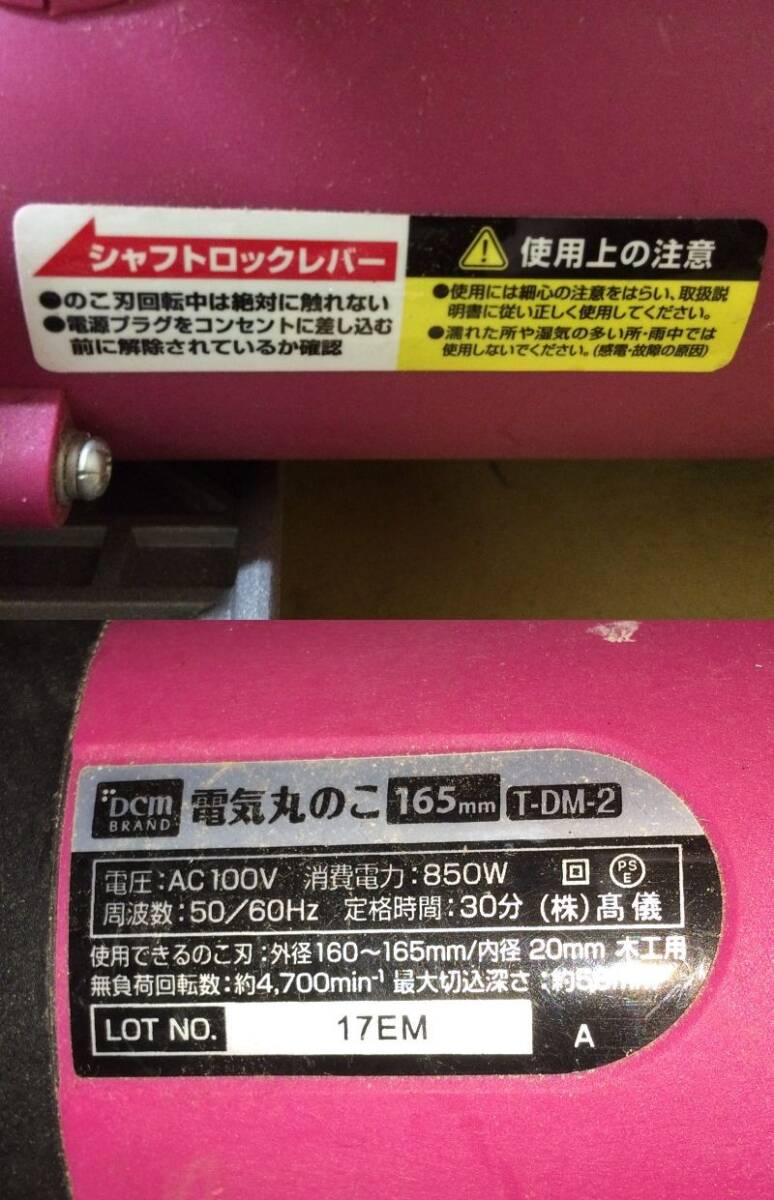 シャフトロックレバー
●のこ刃回転中は絶対に触れない
●電源プラグをコンセントに差し込む
前に解除されているか確認
使用上の注意
●使用には細心の注意をはらい、取扱説
明書に従い正しく使用してください。
●濡れた所や湿気の多い所・雨中では
使用しないでください。(感電・故障の原因)
DCM
BRAND
電気丸のこ 165mm T-DM-2
電圧:AC100V 消費電力:850W PSE
周波数:50/60Hz 定格時間:30分 (株)髙儀
使用できるのこ刃:外径160～165mm/内径20mm 木工用
無負荷回転数:約4,700min⁻¹ 最大切込深さ:約
LOT NO. 17EM A